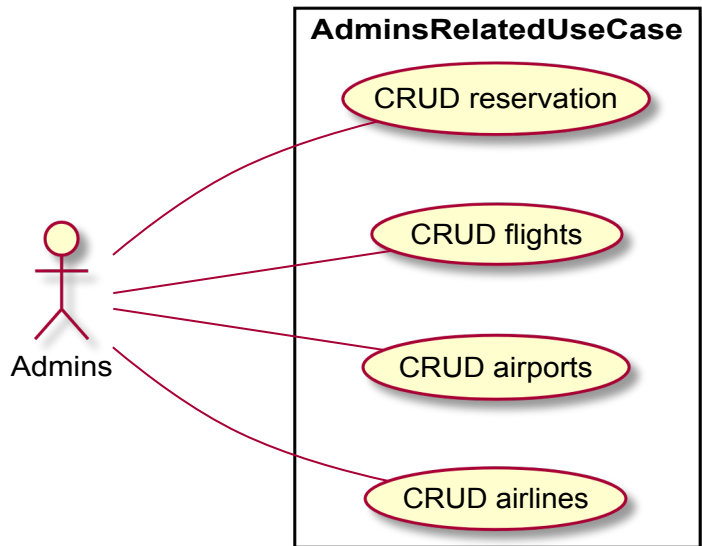 AdminsRelatedUseCase
CRUD reservation
CRUD flights
Admins
CRUD airports
CRUD airlines